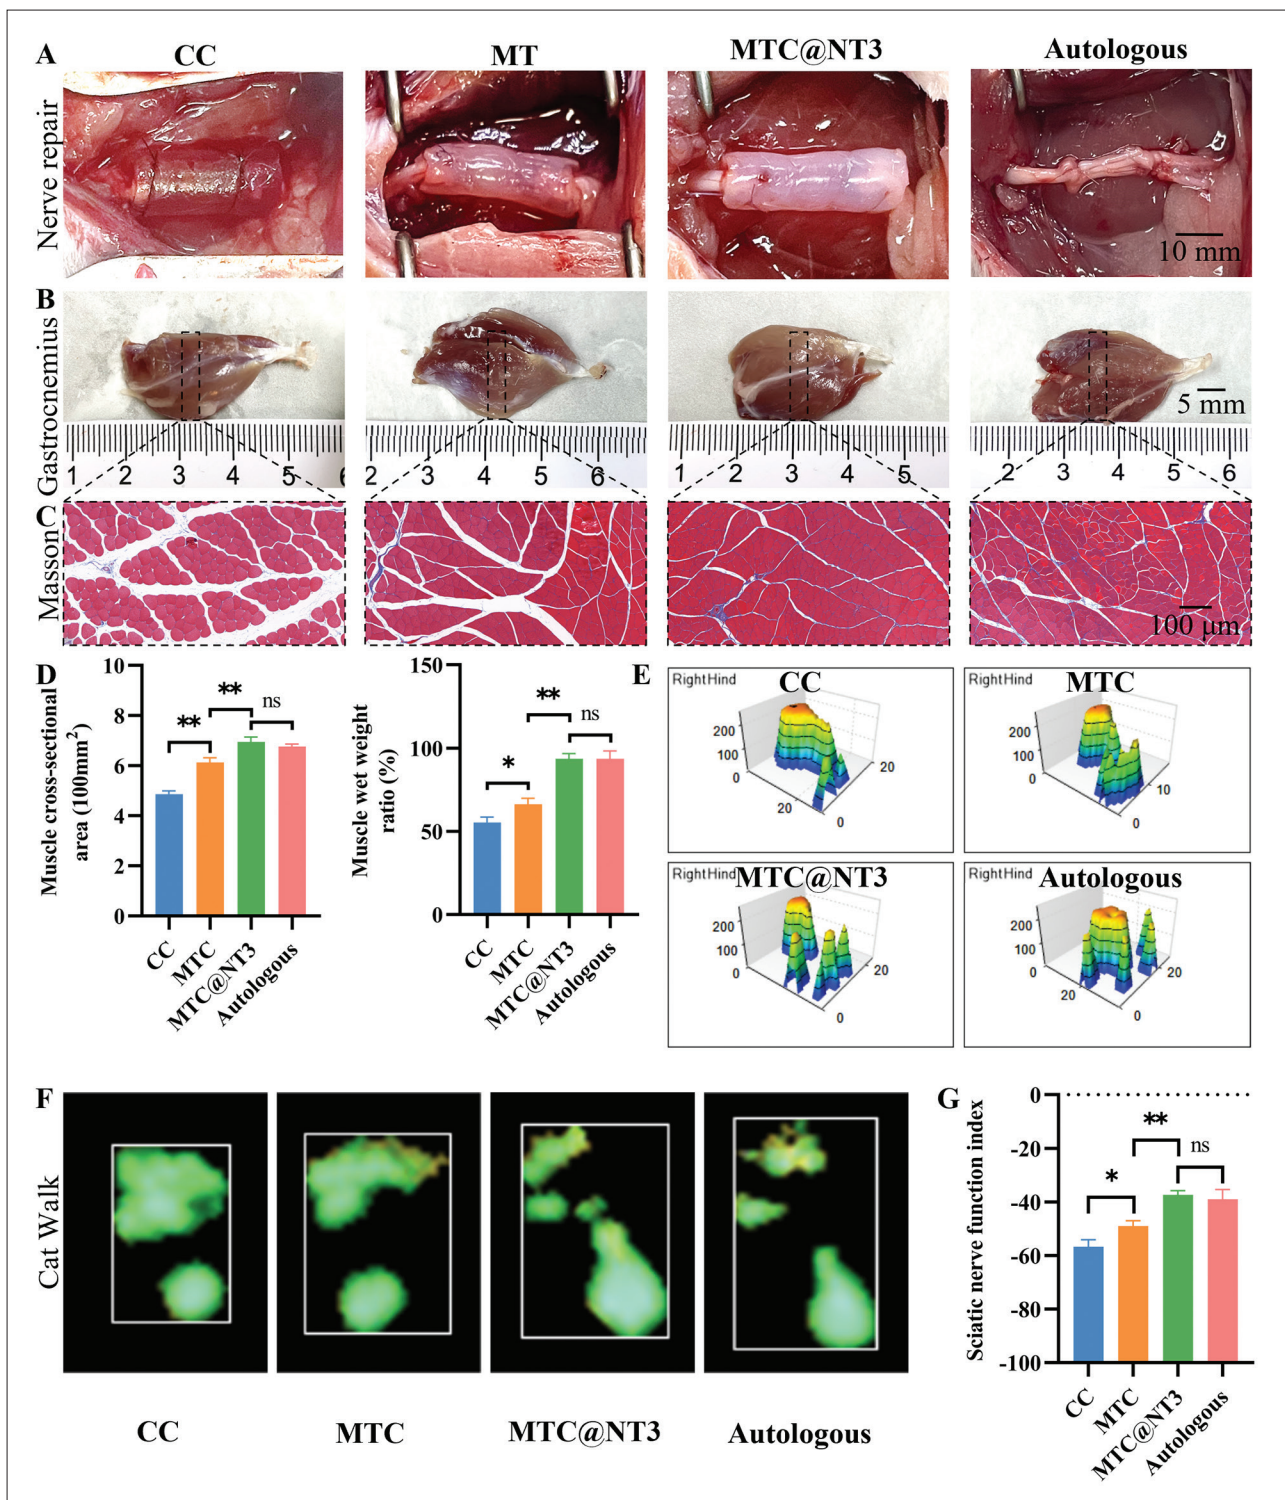 A
CC
MT
MTC@NT3
Autologous
Nerve repair
10 mm
B
Gastrocnemius
5 mm
1 2 3 4 5 6
2 3 4 5 6
1 2 3 4 5
2 3 4 5 6
C
Masson
100 μm
D
Muscle cross-sectional
area (100mm²)
10
8
6
4
2
0
**
**
ns
CC
MTC
MTC@NT3
Autologous
Muscle wet weight
ratio (%)
150
100
50
0
*
**
ns
CC
MTC
MTC@NT3
Autologous
E
RightHind
CC
200
100
0
20
20
0
RightHind
MTC
200
100
0
10
0
RightHind
MTC@NT3
200
100
0
20
20
0
RightHind
Autologous
200
100
0
20
20
0
F
Cat Walk
CC
MTC
MTC@NT3
Autologous
G
Sciatic nerve function index
0
-20
-40
-60
-80
-100
*
**
ns
CC
MTC
MTC@NT3
Autologous